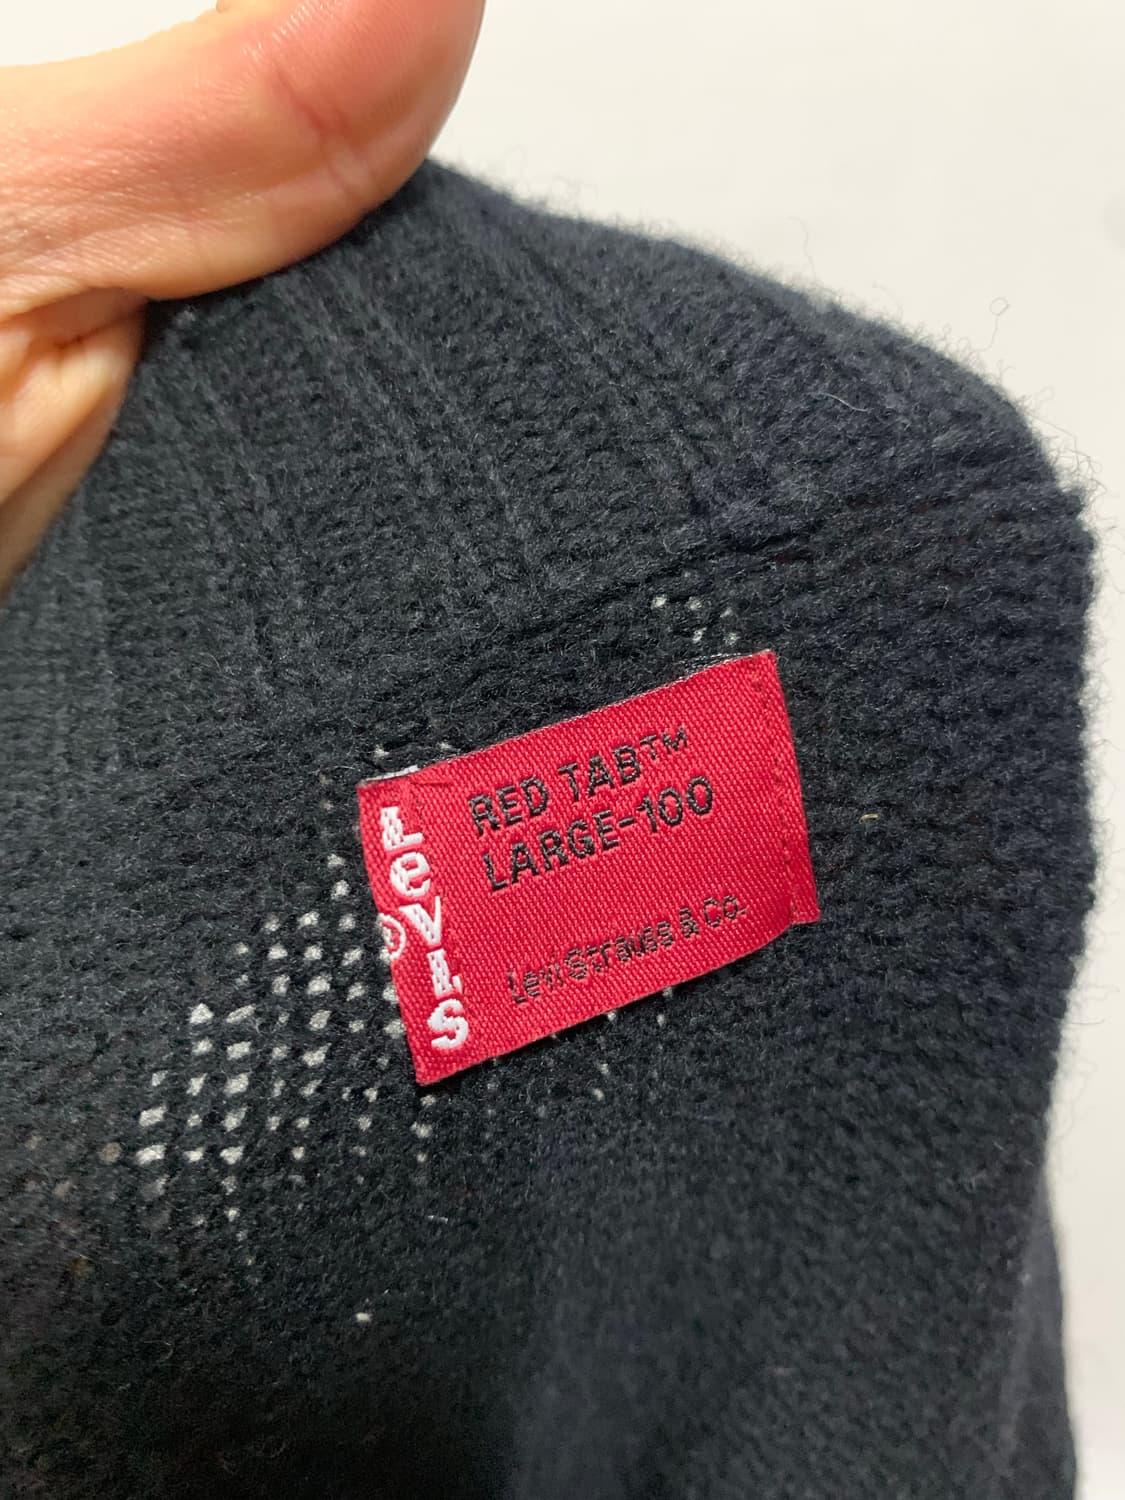 LEVI'S
®
RED TAB™
LARGE-100
Levi Strauss & Co.